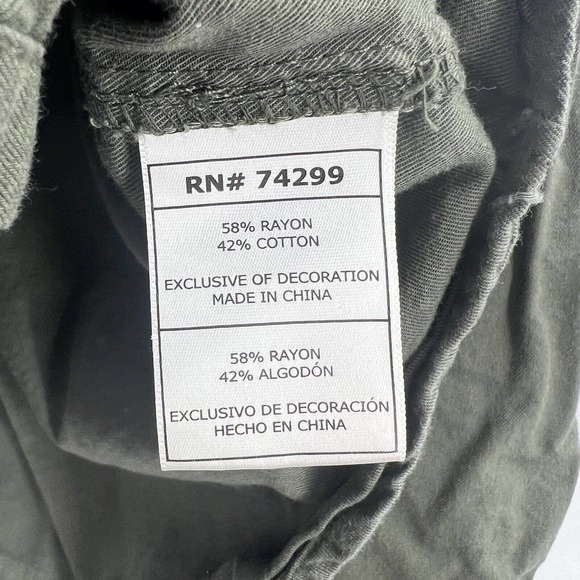 RN# 74299
58% RAYON
42% COTTON
EXCLUSIVE OF DECORATION
MADE IN CHINA
58% RAYON
42% ALGODÓN
EXCLUSIVO DE DECORACIÓN
HECHO EN CHINA